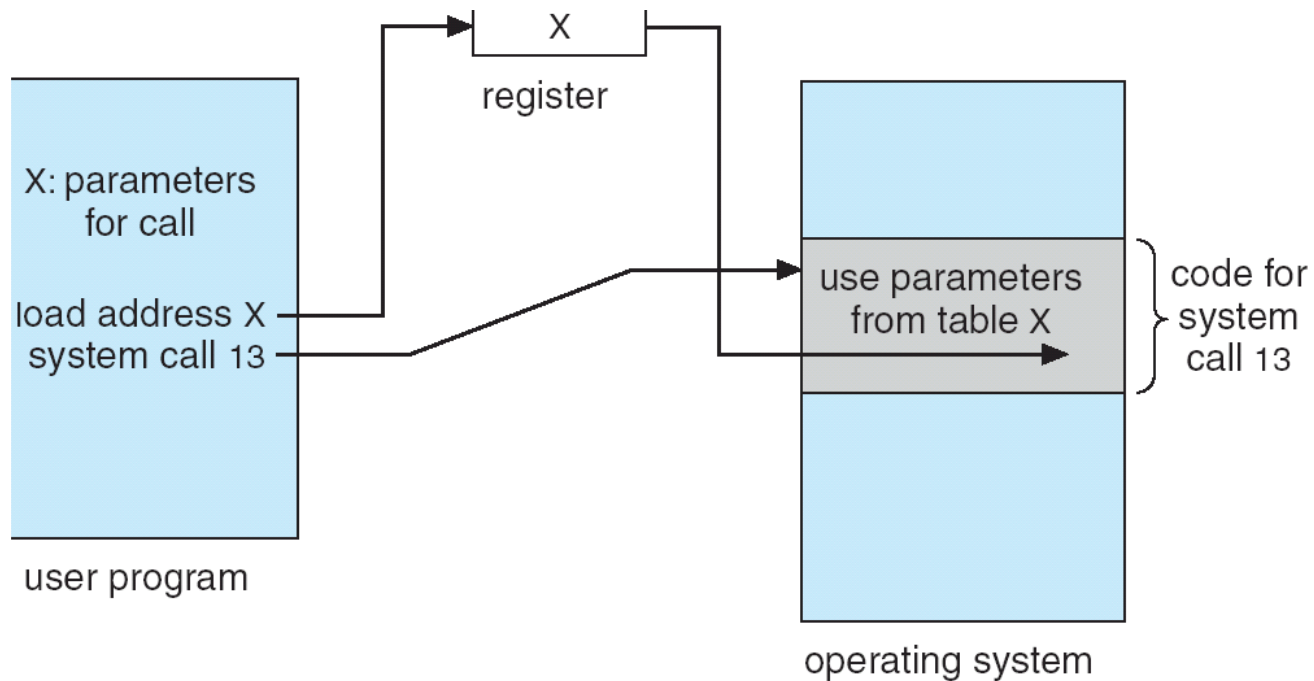 X
register
X: parameters
for call
load address X
system call 13
user program
use parameters
from table X
code for
system
call 13
operating system